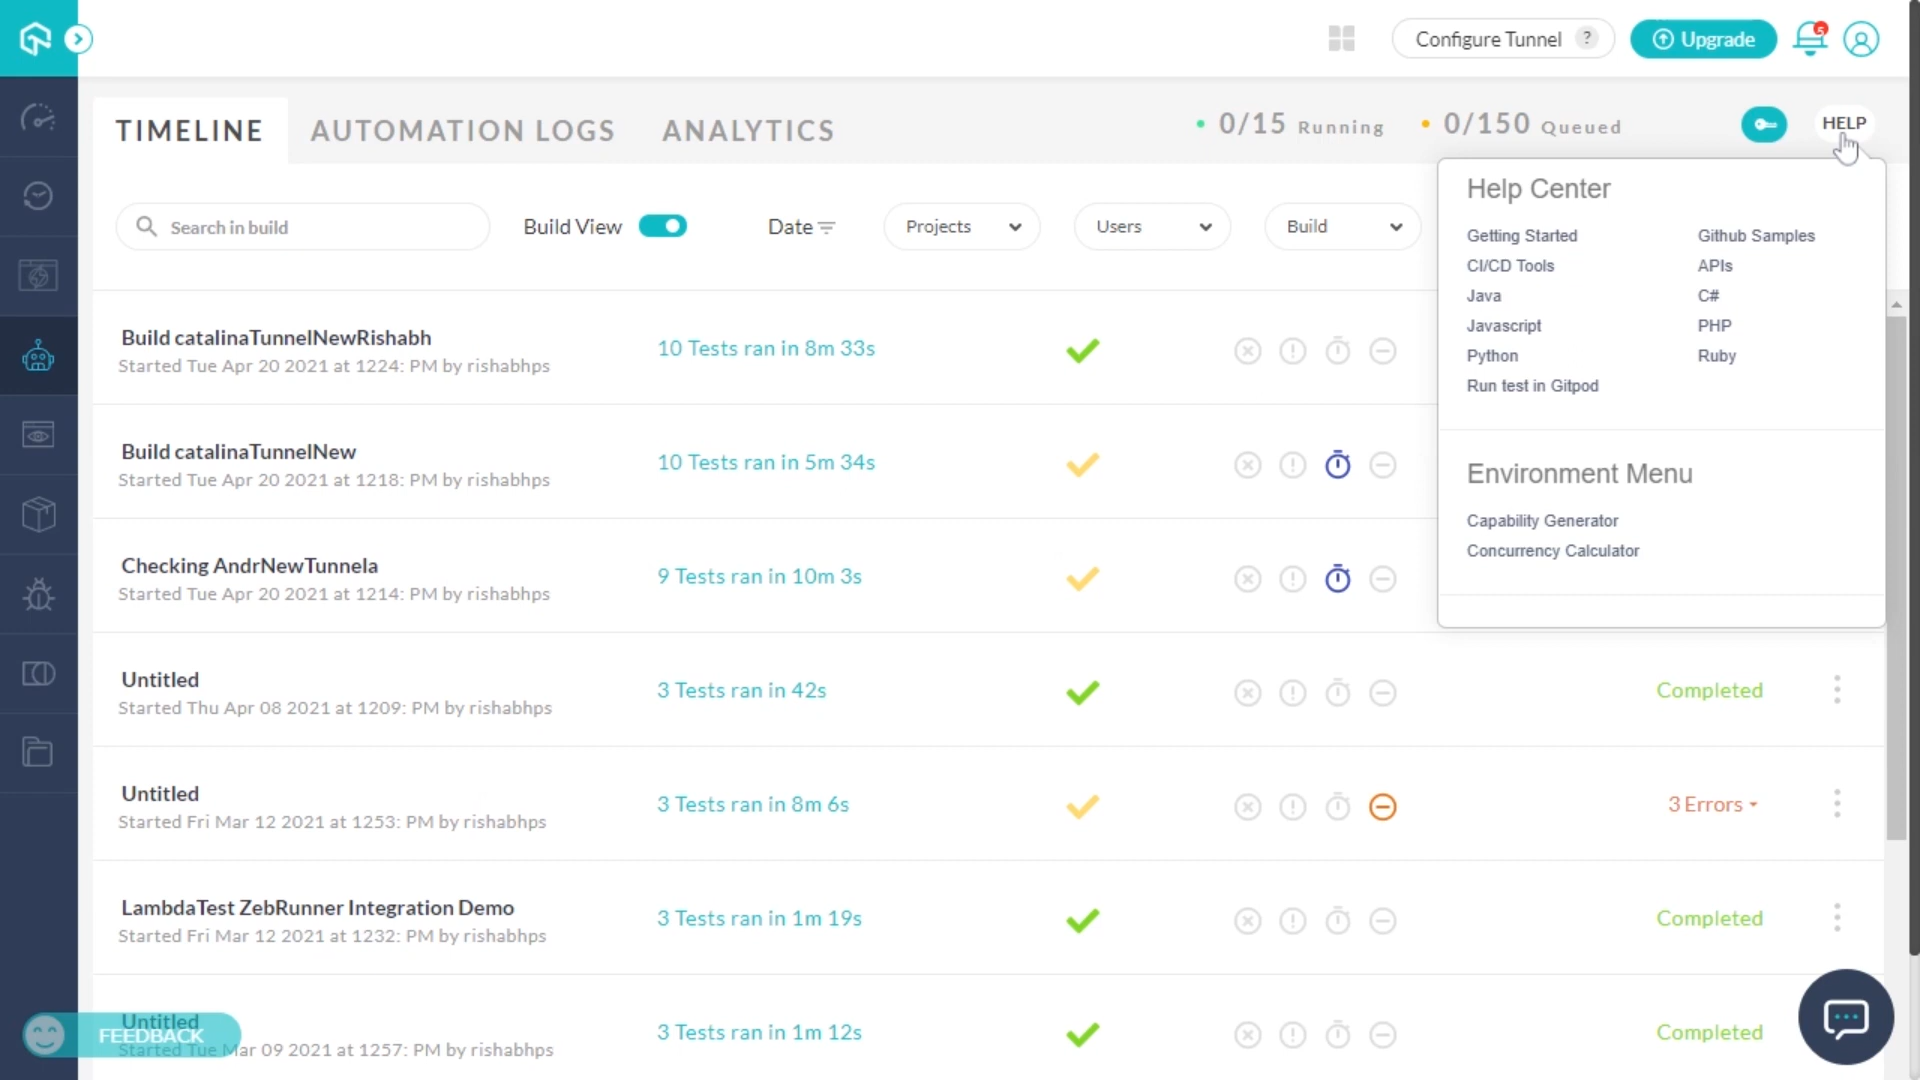 Configure Tunnel ?
Upgrade
5
TIMELINE
AUTOMATION LOGS
ANALYTICS
0/15 Running
0/150 Queued
HELP
Search in build
Build View
Date
Projects
Users
Build
Help Center
Getting Started
Github Samples
CI/CD Tools
APIs
Java
C#
Javascript
PHP
Python
Ruby
Run test in Gitpod
Environment Menu
Capability Generator
Concurrency Calculator
Build catalinaTunnelNewRishabh
Started Tue Apr 20 2021 at 1224: PM by rishabhps
10 Tests ran in 8m 33s
Build catalinaTunnelNew
Started Tue Apr 20 2021 at 1218: PM by rishabhps
10 Tests ran in 5m 34s
Checking AndrNewTunnela
Started Tue Apr 20 2021 at 1214: PM by rishabhps
9 Tests ran in 10m 3s
Untitled
Started Thu Apr 08 2021 at 1209: PM by rishabhps
3 Tests ran in 42s
Completed
Untitled
Started Fri Mar 12 2021 at 1253: PM by rishabhps
3 Tests ran in 8m 6s
3 Errors
LambdaTest ZebRunner Integration Demo
Started Fri Mar 12 2021 at 1232: PM by rishabhps
3 Tests ran in 1m 19s
Completed
Untitled
Started Tue Mar 09 2021 at 1257: PM by rishabhps
3 Tests ran in 1m 12s
Completed
FEEDBACK